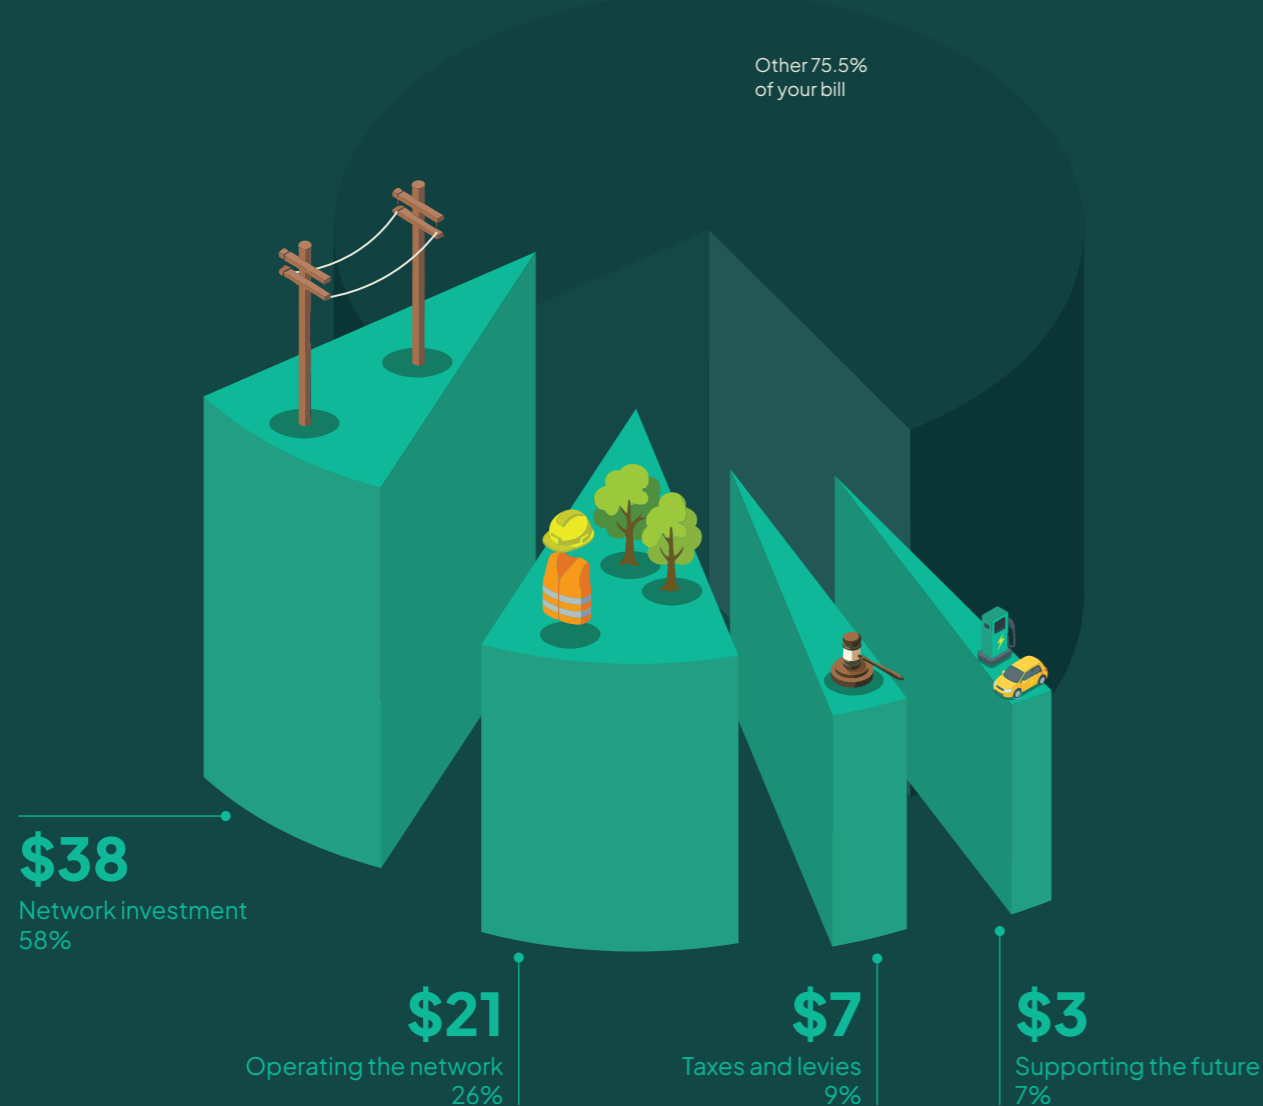 Other 75.5%
of your bill
$38
Network investment
58%
$21
Operating the network
26%
$7
Taxes and levies
9%
$3
Supporting the future
7%